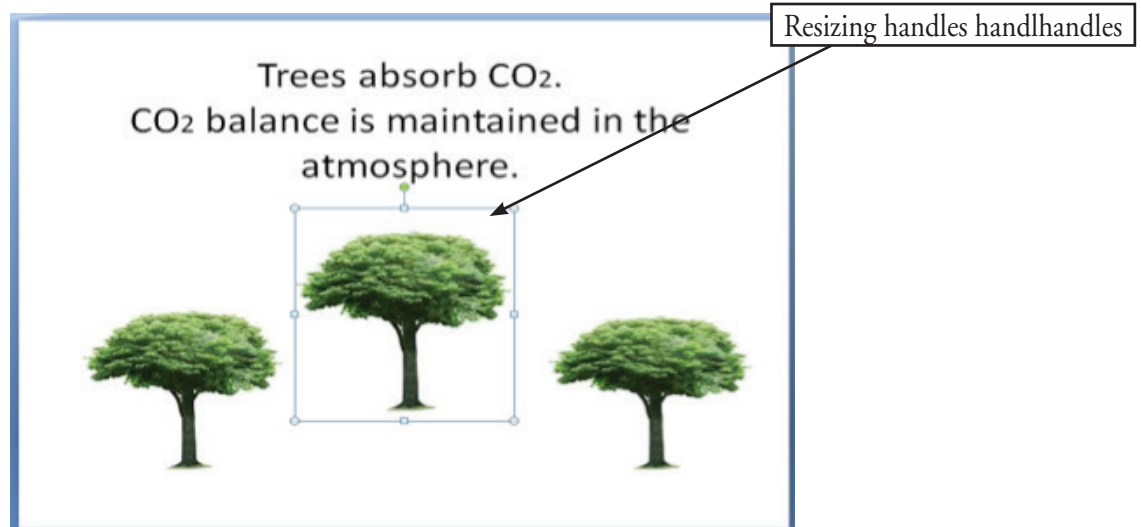 Resizing handles handlhandles
Trees absorb CO2.
CO2 balance is maintained in the
atmosphere.